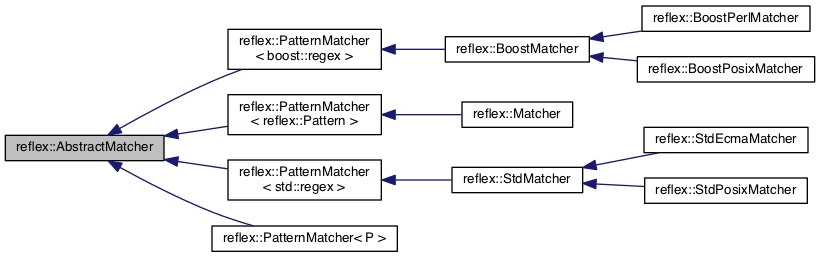 reflex::AbstractMatcher
reflex::PatternMatcher
< boost::regex >
reflex::PatternMatcher
< reflex::Pattern >
reflex::PatternMatcher
< std::regex >
reflex::PatternMatcher< P >
reflex::BoostMatcher
reflex::Matcher
reflex::StdMatcher
reflex::BoostPerlMatcher
reflex::BoostPosixMatcher
reflex::StdEcmaMatcher
reflex::StdPosixMatcher